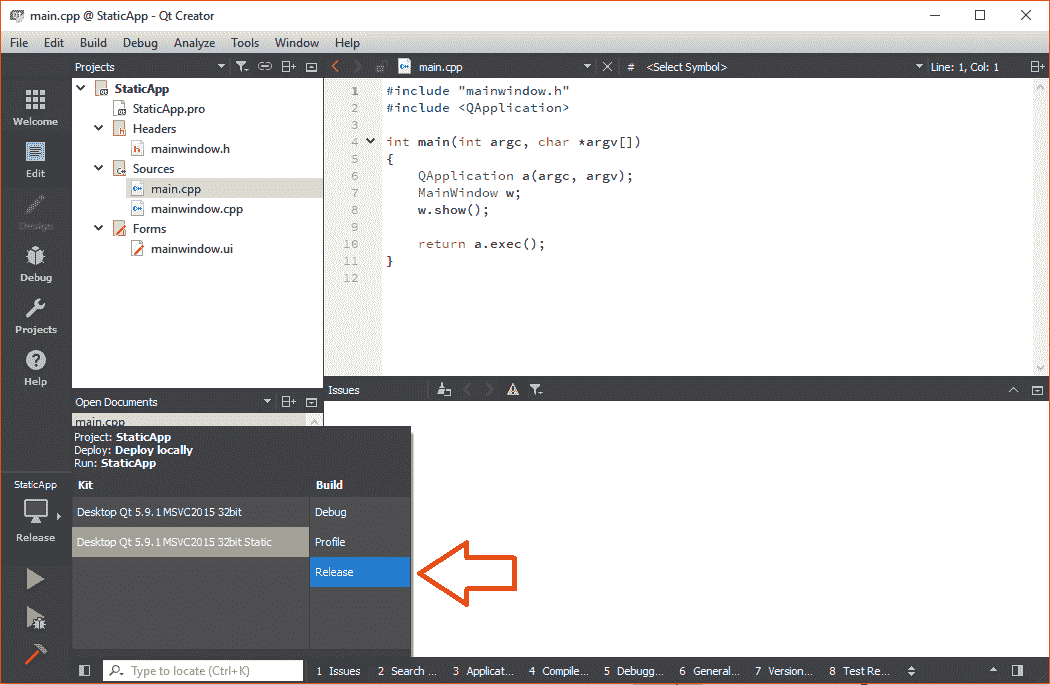 main.cpp @ StaticApp - Qt Creator
File Edit Build Debug Analyze Tools Window Help
Projects
main.cpp
# <Select Symbol>
Line: 1, Col: 1
Welcome
Edit
Design
Debug
Projects
Help
StaticApp
StaticApp.pro
Headers
mainwindow.h
Sources
main.cpp
mainwindow.cpp
Forms
mainwindow.ui
1 #include "mainwindow.h"
2 #include <QApplication>
3
4 int main(int argc, char *argv[])
5 {
6 QApplication a(argc, argv);
7 MainWindow w;
8 w.show();
9
10 return a.exec();
11 }
12
Issues
Open Documents
main.cpp
Project: StaticApp
Deploy: Deploy locally
Run: StaticApp
Kit Build
Desktop Qt 5.9.1 MSVC2015 32bit Debug
Desktop Qt 5.9.1 MSVC2015 32bit Static Profile
Release
StaticApp
Release
Type to locate (Ctrl+K)
1 Issues 2 Search ... 3 Applicat... 4 Compile... 5 Debugg... 6 General... 7 Version... 8 Test Re...